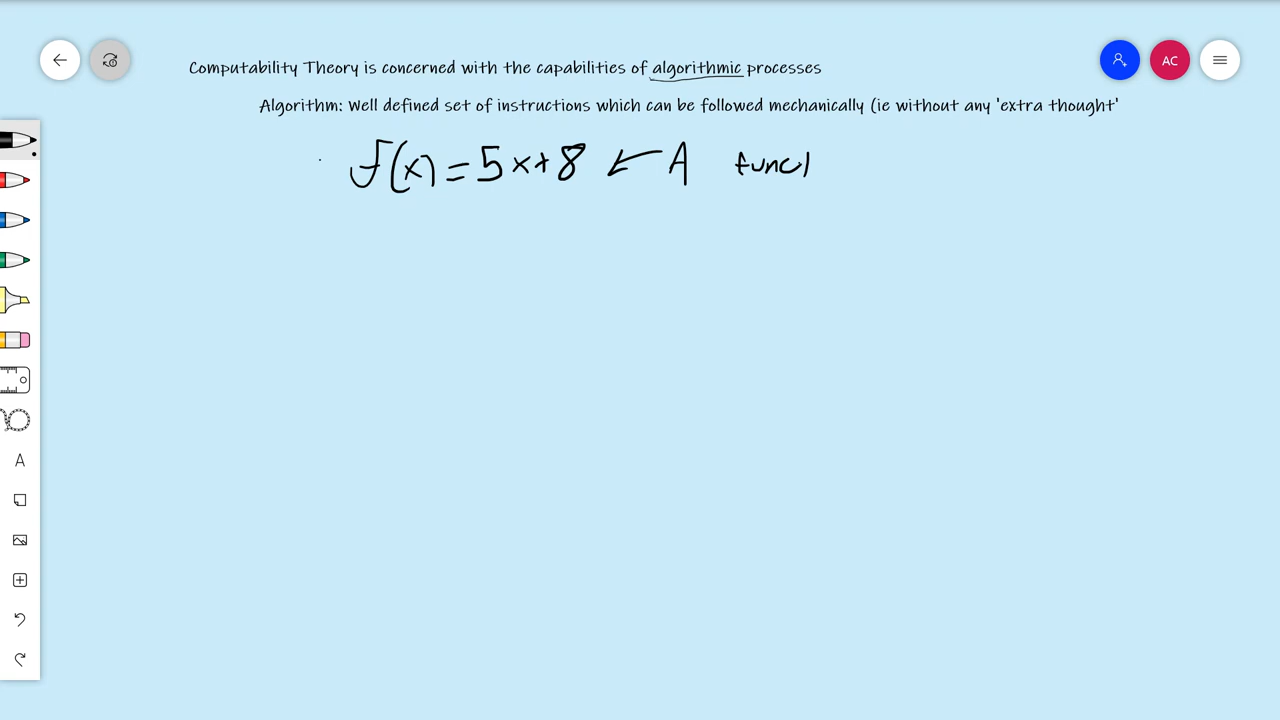 Computability Theory is concerned with the capabilities of algorithmic processes
AC
Algorithm: Well defined set of instructions which can be followed mechanically (ie without any 'extra thought'
f(x) = 5x+8 ← A
A